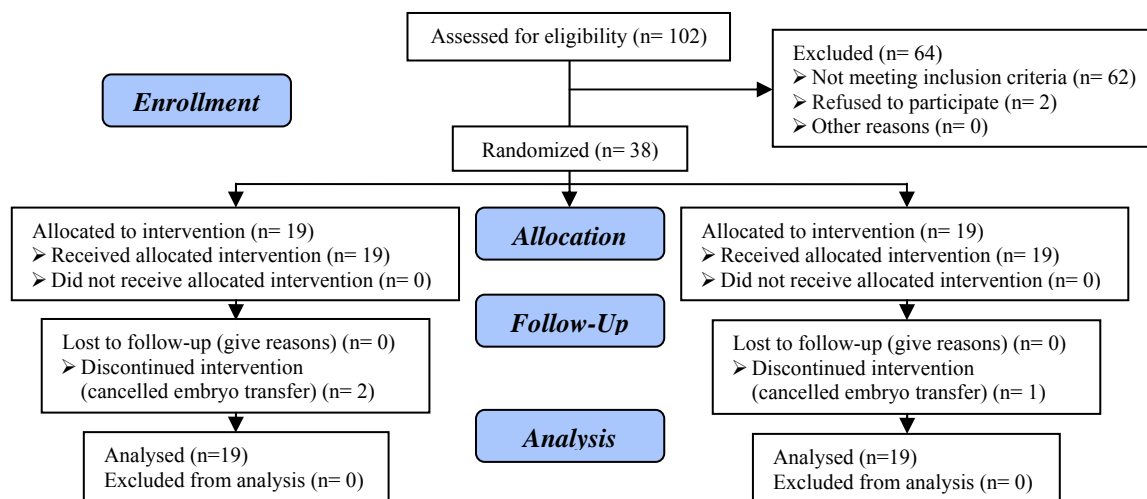 Assessed for eligibility (n= 102)
Excluded (n= 64)
➢ Not meeting inclusion criteria (n= 62)
➢ Refused to participate (n= 2)
➢ Other reasons (n= 0)
Enrollment
Randomized (n= 38)
Allocated to intervention (n= 19)
➢ Received allocated intervention (n= 19)
➢ Did not receive allocated intervention (n= 0)
Allocation
Allocated to intervention (n= 19)
➢ Received allocated intervention (n= 19)
➢ Did not receive allocated intervention (n= 0)
Follow-Up
Lost to follow-up (give reasons) (n= 0)
➢ Discontinued intervention
(cancelled embryo transfer) (n= 2)
Lost to follow-up (give reasons) (n= 0)
➢ Discontinued intervention
(cancelled embryo transfer) (n= 1)
Analysis
Analysed (n=19)
Excluded from analysis (n= 0)
Analysed (n=19)
Excluded from analysis (n= 0)